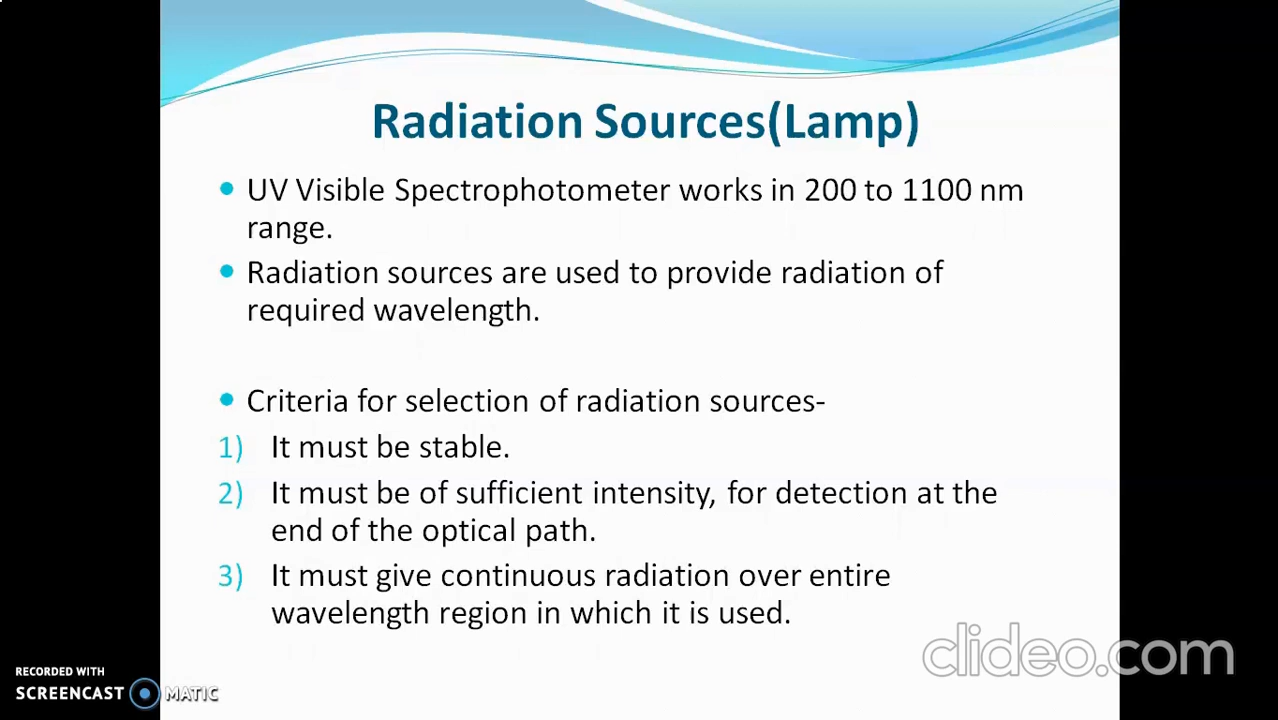 Radiation Sources(Lamp)
• UV Visible Spectrophotometer works in 200 to 1100 nm
range.
• Radiation sources are used to provide radiation of
required wavelength.
• Criteria for selection of radiation sources-
1) It must be stable.
2) It must be of sufficient intensity, for detection at the
end of the optical path.
3) It must give continuous radiation over entire
wavelength region in which it is used.
clideo.com
RECORDED WITH
SCREENCAST MATIC